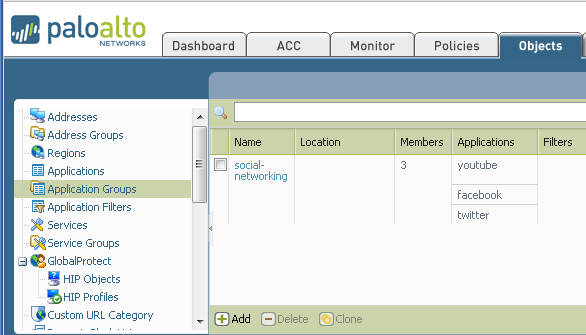 paloalto
NETWORKS
Dashboard ACC Monitor Policies Objects
Addresses
Address Groups
Regions
Applications
Application Groups
Application Filters
Services
Service Groups
GlobalProtect
HIP Objects
HIP Profiles
Custom URL Category
Name Location Members Applications Filters
social-
networking
3
youtube
facebook
twitter
Add Delete Clone